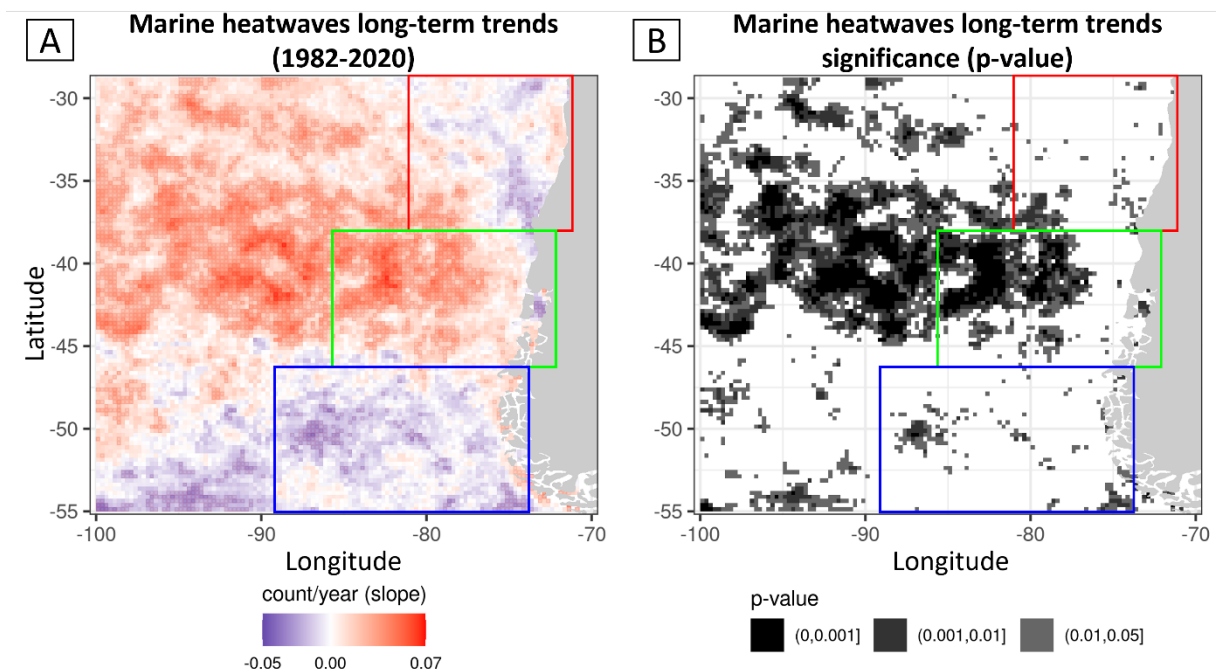 A
Marine heatwaves long-term trends
(1982-2020)
Latitude
-30
-35
-40
-45
-50
-55
-100
-90
-80
-70
Longitude
count/year (slope)
-0.05
0.00
0.07
B
Marine heatwaves long-term trends
significance (p-value)
-30
-35
-40
-45
-50
-55
-100
-90
-80
-70
Longitude
p-value
(0,0.001]
(0.001,0.01]
(0.01,0.05]